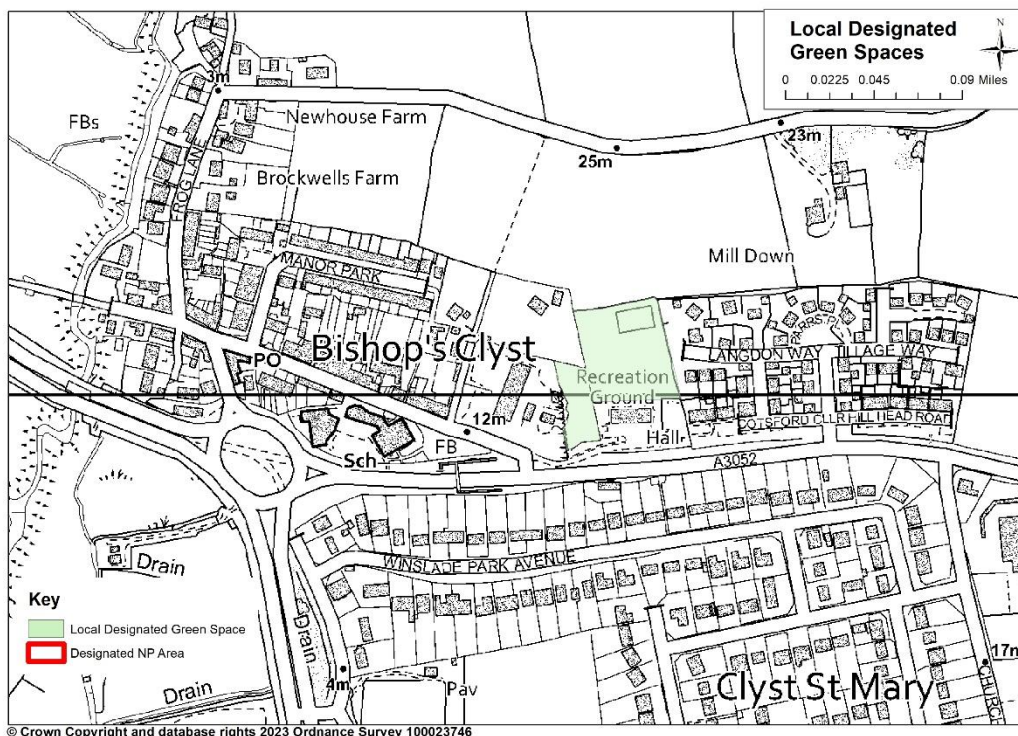 Local Designated
Green Spaces
N
0 0.0225 0.045 0.09 Miles
3m
FBs
Newhouse Farm
23m
25m
FROG LANE
Brockwells Farm
Mill Down
MANOR PARK
PO
Bishop's Clyst
LANGDON WAY
TILLAGE WAY
Recreation
Ground
12m
Hall
HILL HEAD ROAD
Sch
FB
A3052
WINSLADE PARK AVENUE
Drain
Key
Local Designated Green Space
Designated NP Area
Drain
Drain
4m
Pav
Clyst St Mary
17m
CHURCH
© Crown Copyright and database rights 2023 Ordnance Survey 100023746